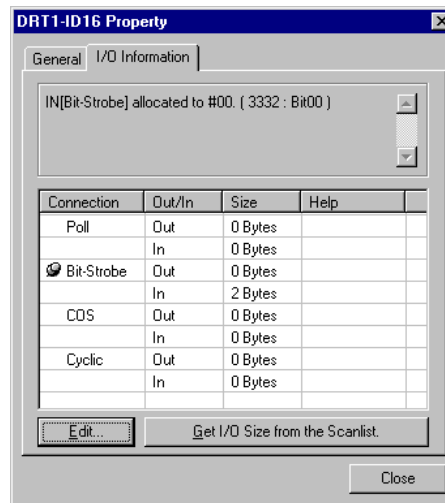 DRT1-ID16 Property
General I/O Information
IN[Bit-Strobe] allocated to #00. ( 3332 : Bit00 )
Connection Out/In Size Help
Poll Out 0 Bytes
In 0 Bytes
Bit-Strobe Out 0 Bytes
In 2 Bytes
COS Out 0 Bytes
In 0 Bytes
Cyclic Out 0 Bytes
In 0 Bytes
Edit... Get I/O Size from the Scanlist.
Close